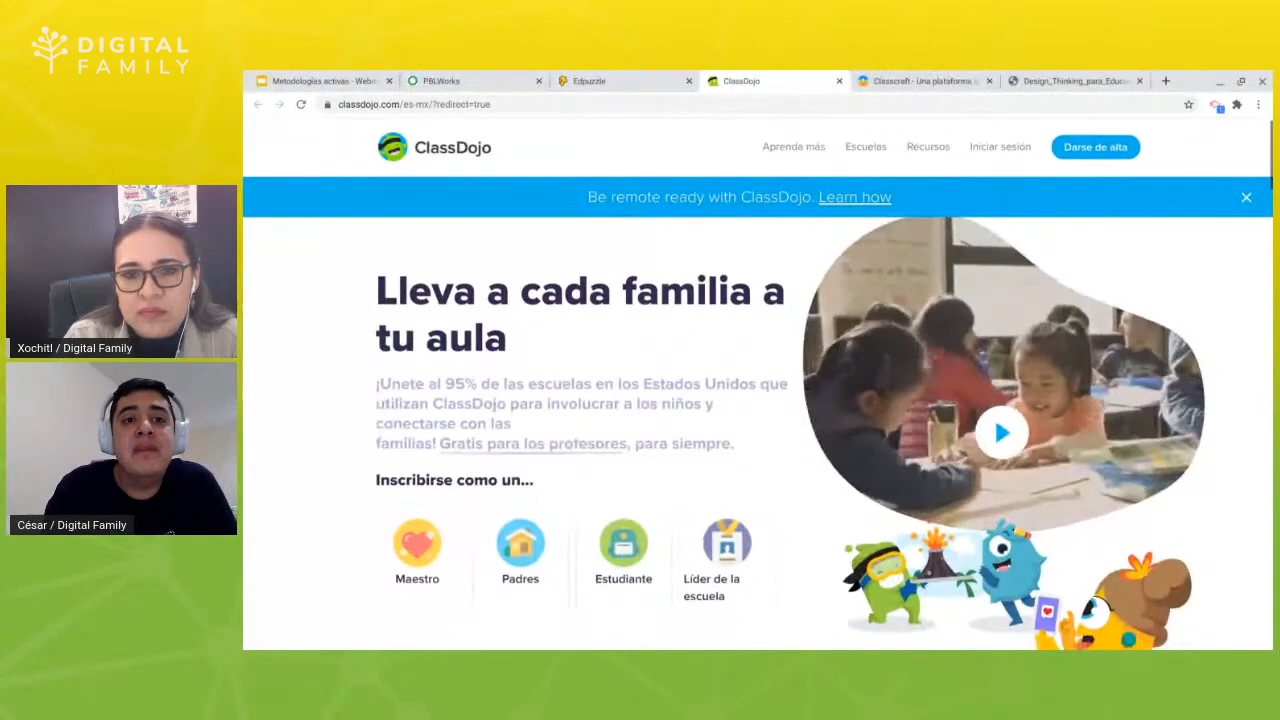 DIGITAL
FAMILY
Metodologías activas - Webin
PBLWorks
Edpuzzle
ClassDojo
Classcraft - Una plataforma
Design_Thinking_para_Educa
classdojo.com/es-mx/?redirect=true
ClassDojo
Aprenda más
Escuelas
Recursos
Iniciar sesión
Darse de alta
Be remote ready with ClassDojo. Learn how
Lleva a cada familia a
tu aula
¡Únete al 95% de las escuelas en los Estados Unidos que
utilizan ClassDojo para involucrar a los niños y
conectarse con las
familias! Gratis para los profesores, para siempre.
Inscribirse como un...
Maestro
Padres
Estudiante
Líder de la
escuela
Xochitl / Digital Family
César / Digital Family